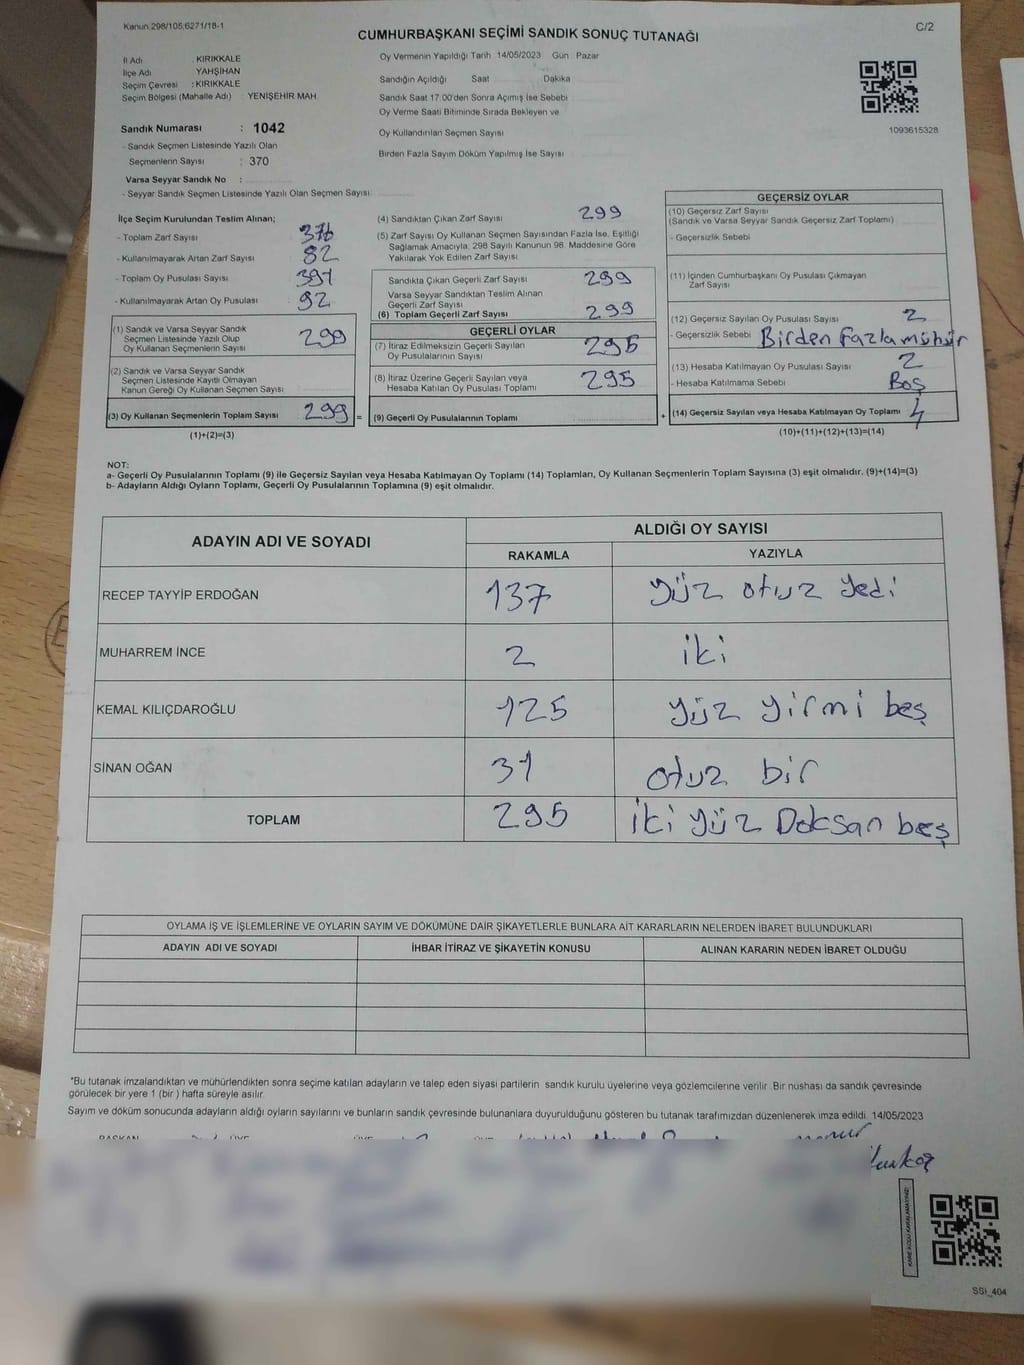 Kanun 298/105,6271/18-1
C/2
CUMHURBAŞKANI SEÇİMİ SANDIK SONUÇ TUTANAĞI
İl Adı : KIRIKKALE
İlçe Adı : YAHŞİHAN
Seçim Çevresi : KIRIKKALE
Seçim Bölgesi (Mahalle Adı) : YENİŞEHİR MAH.
Sandık Numarası : 1042
- Sandık Seçmen Listesinde Yazılı Olan
Seçmenlerin Sayısı : 370
Varsa Seyyar Sandık No :
- Seyyar Sandık Seçmen Listesinde Yazılı Olan Seçmen Sayısı
Oy Vermenin Yapıldığı Tarih 14/05/2023 Gün Pazar
Sandığın Açıldığı Saat Dakika
Sandık Saat 17.00'den Sonra Açımış İse Sebebi
Oy Verme Saati Bitiminde Sırada Bekleyen ve
Oy Kullandırılan Seçmen Sayısı
Birden Fazla Sayım Döküm Yapılmış İse Sayısı
1093615328
İlçe Seçim Kurulundan Teslim Alınan;
- Toplam Zarf Sayısı : 376
- Kullanılmayarak Artan Zarf Sayısı : 82
- Toplam Oy Pusulası Sayısı : 391
- Kullanılmayarak Artan Oy Pusulası : 92
(1) Sandık ve Varsa Seyyar Sandık
Seçmen Listesinde Yazılı Olup
Oy Kullanan Seçmenlerin Sayısı 299
(2) Sandık ve Varsa Seyyar Sandık
Seçmen Listesinde Kayıtlı Olmayan
Kanun Gereği Oy Kullanan Seçmen Sayısı
(3) Oy Kullanan Seçmenlerin Toplam Sayısı 299 =
(1)+(2)=(3)
(4) Sandıktan Çıkan Zarf Sayısı 299
(5) Zarf Sayısı Oy Kullanan Seçmen Sayısından Fazla İse, Eşitliği
Sağlamak Amacıyla, 298 Sayılı Kanunun 98. Maddesine Göre
Yakılarak Yok Edilen Zarf Sayısı
Sandıkta Çıkan Geçerli Zarf Sayısı 299
Varsa Seyyar Sandıktan Teslim Alınan
Geçerli Zarf Sayısı
(6) Toplam Geçerli Zarf Sayısı 299
GEÇERLİ OYLAR
(7) İtiraz Edilmeksizin Geçerli Sayılan
Oy Pusulalarının Sayısı 295
(8) İtiraz Üzerine Geçerli Sayılan veya
Hesaba Katılan Oy Pusulası Toplamı 295
(9) Geçerli Oy Pusulalarının Toplamı +
GEÇERSİZ OYLAR
(10) Geçersiz Zarf Sayısı
(Sandık ve Varsa Seyyar Sandık Geçersiz Zarf Toplamı)
- Geçersizlik Sebebi
(11) İçinden Cumhurbaşkanı Oy Pusulası Çıkmayan
Zarf Sayısı
(12) Geçersiz Sayılan Oy Pusulası Sayısı 2
- Geçersizlik Sebebi Birden fazla mühür
(13) Hesaba Katılmayan Oy Pusulası Sayısı 2
- Hesaba Katılmama Sebebi Boş
(14) Geçersiz Sayılan veya Hesaba Katılmayan Oy Toplamı 4
(10)+(11)+(12)+(13)=(14)
NOT:
a- Geçerli Oy Pusulalarının Toplamı (9) ile Geçersiz Sayılan veya Hesaba Katılmayan Oy Toplamı (14) Toplamları, Oy Kullanan Seçmenlerin Toplam Sayısına (3) eşit olmalıdır. (9)+(14)=(3)
b- Adayların Aldığı Oyların Toplamı, Geçerli Oy Pusulalarının Toplamına (9) eşit olmalıdır.
ADAYIN ADI VE SOYADI
ALDIĞI OY SAYISI
RAKAMLA YAZIYLA
RECEP TAYYİP ERDOĞAN 137 yüz otuz yedi
MUHARREM İNCE 2 iki
KEMAL KILIÇDAROĞLU 125 yüz yirmi beş
SİNAN OĞAN 31 otuz bir
TOPLAM 295 iki yüz Doksan beş
OYLAMA İŞ VE İŞLEMLERİNE VE OYLARIN SAYIM VE DÖKÜMÜNE DAİR ŞİKAYETLERLE BUNLARA AİT KARARLARIN NELERDEN İBARET BULUNDUKLARI
ADAYIN ADI VE SOYADI İHBAR İTİRAZ VE ŞİKAYETİN KONUSU ALINAN KARARIN NEDEN İBARET OLDUĞU
*Bu tutanak imzalandıktan ve mühürlendikten sonra seçime katılan adayların ve talep eden siyasi partilerin sandık kurulu üyelerine veya gözlemcilerine verilir. Bir nüshası da sandık çevresinde
görülecek bir yere 1 (bir ) hafta süreyle asılır.
Sayım ve döküm sonucunda adayların aldığı oyların sayılarını ve bunların sandık çevresinde bulunanlara duyurulduğunu gösteren bu tutanak tarafımızdan düzenlenerek imza edildi. 14/05/2023
BAŞKAN
KARE KODU KARALAMAYINIZ!
SSİ_404